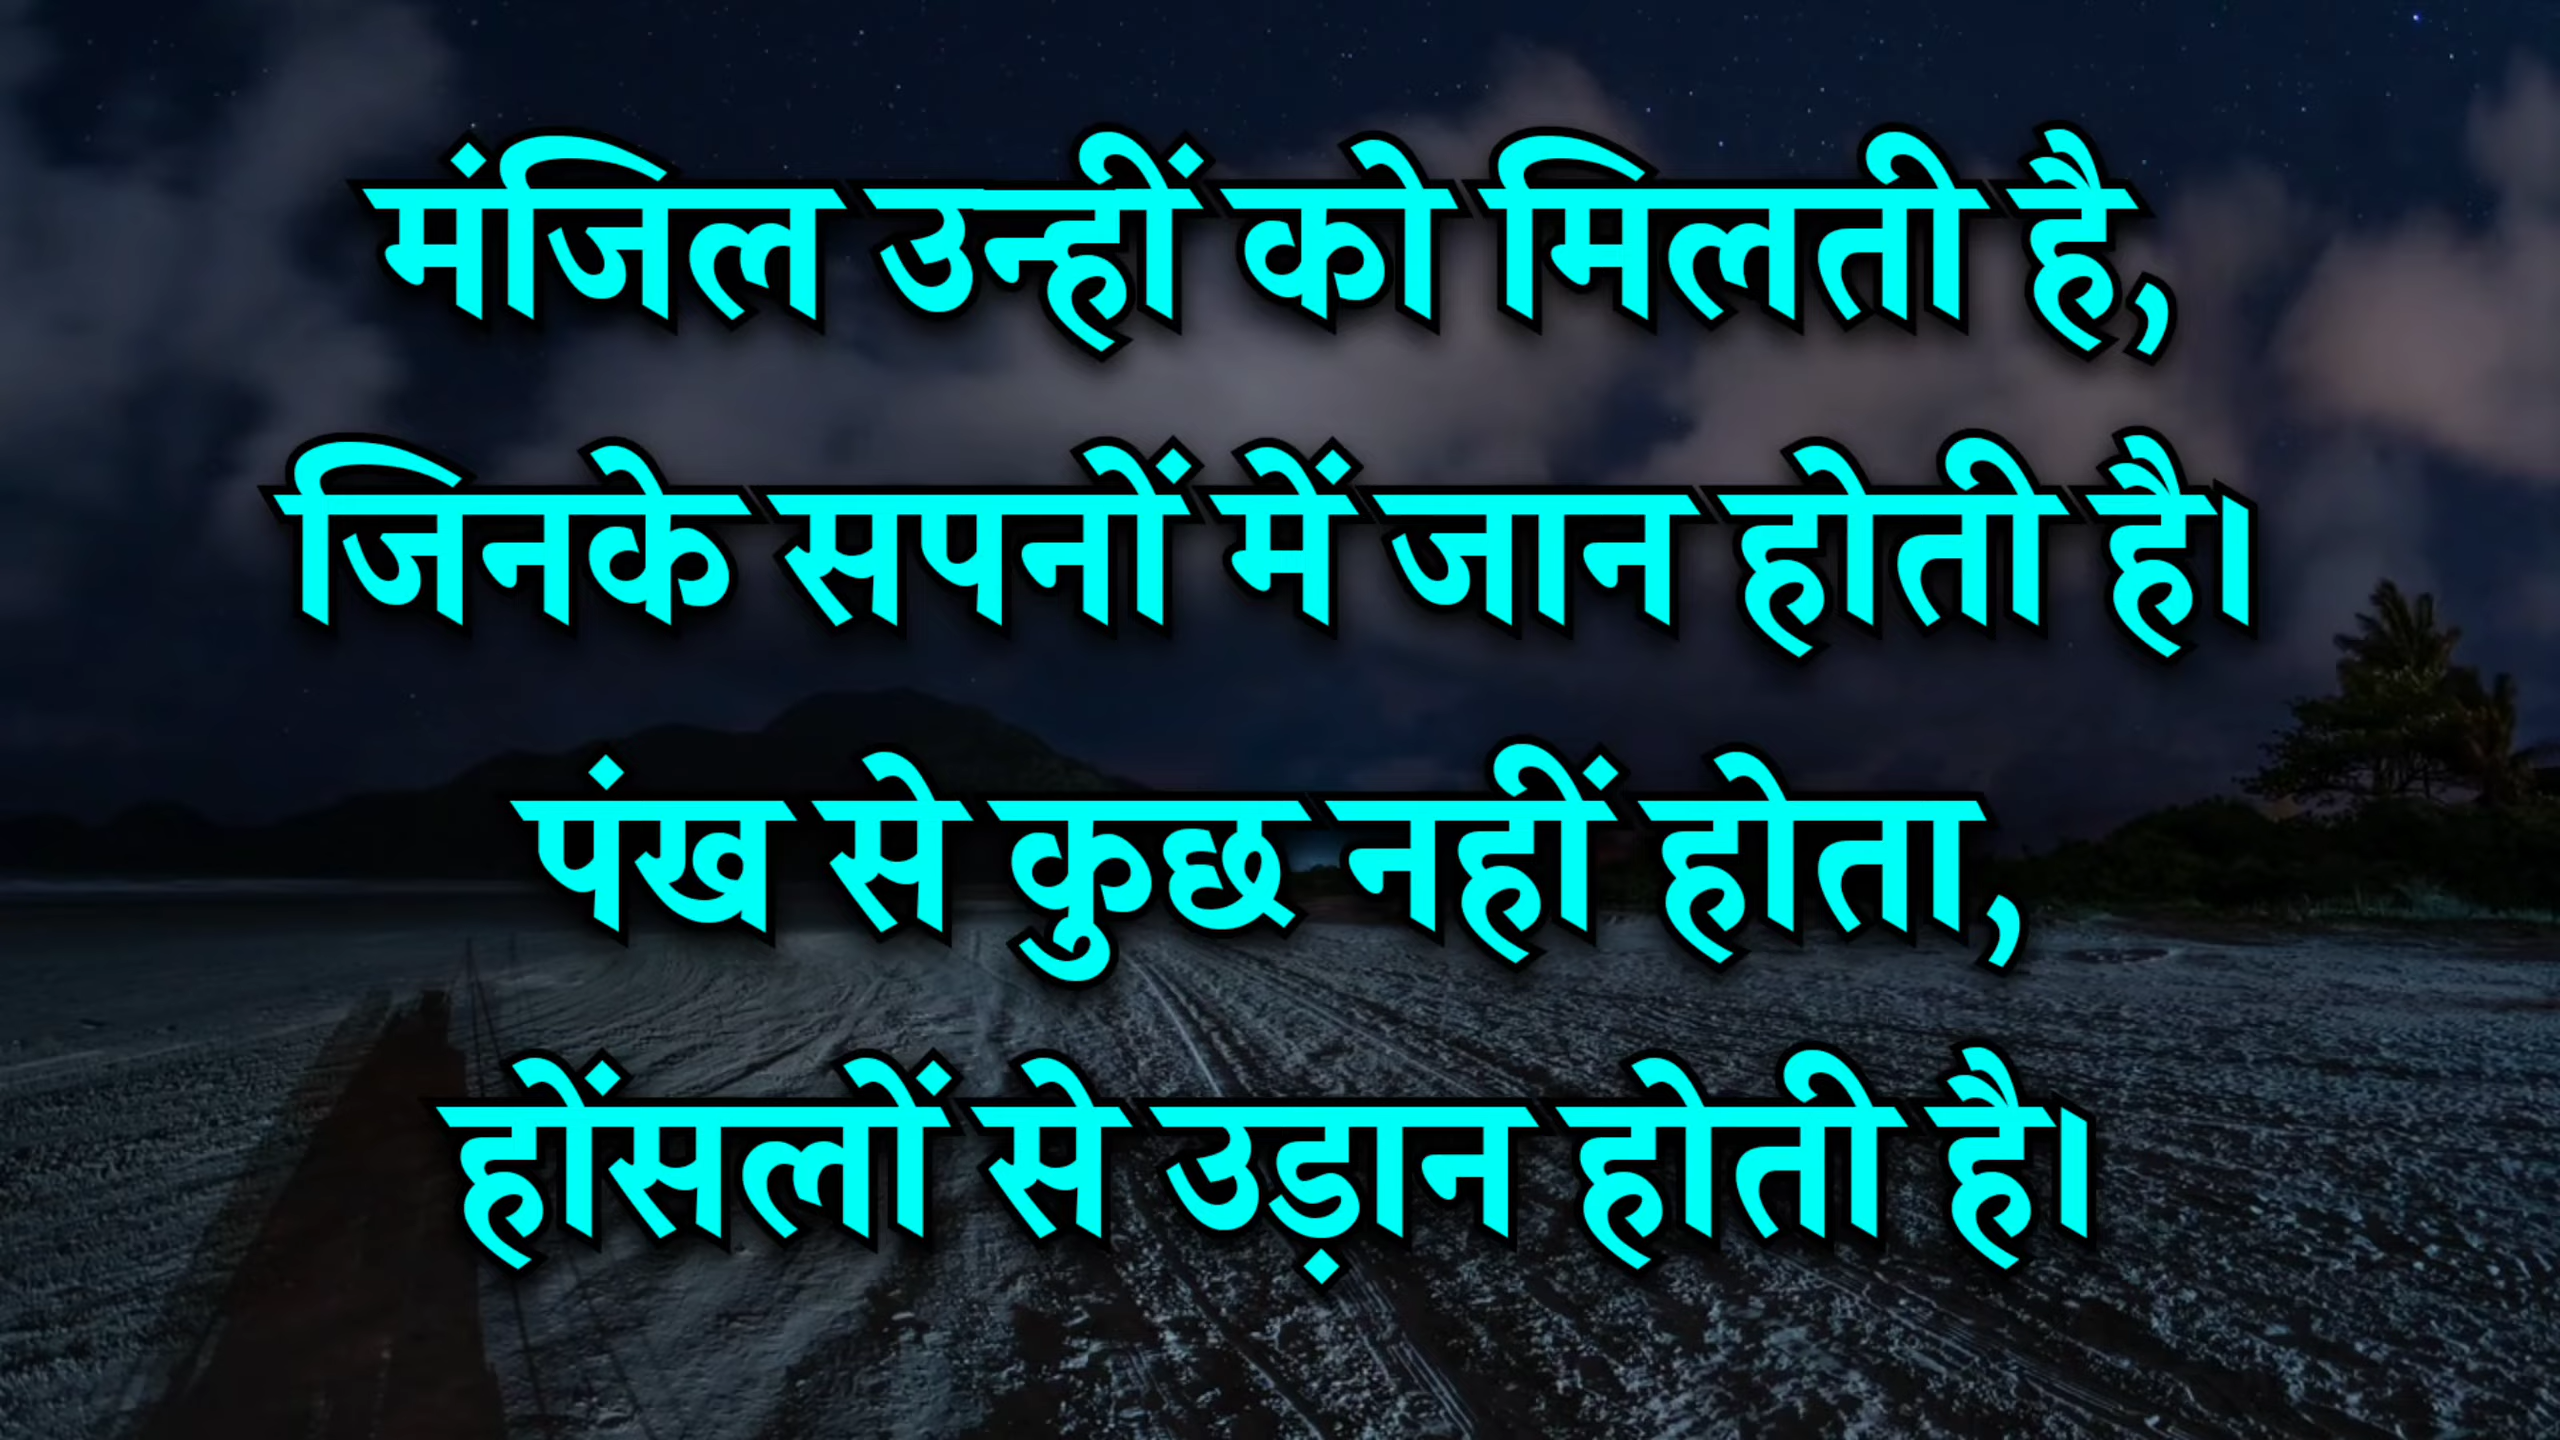 मंजिल उन्हीं को मिलती है,
जिनके सपनों में जान होती है।
पंख से कुछ नहीं होता,
होंसलों से उड़ान होती है।